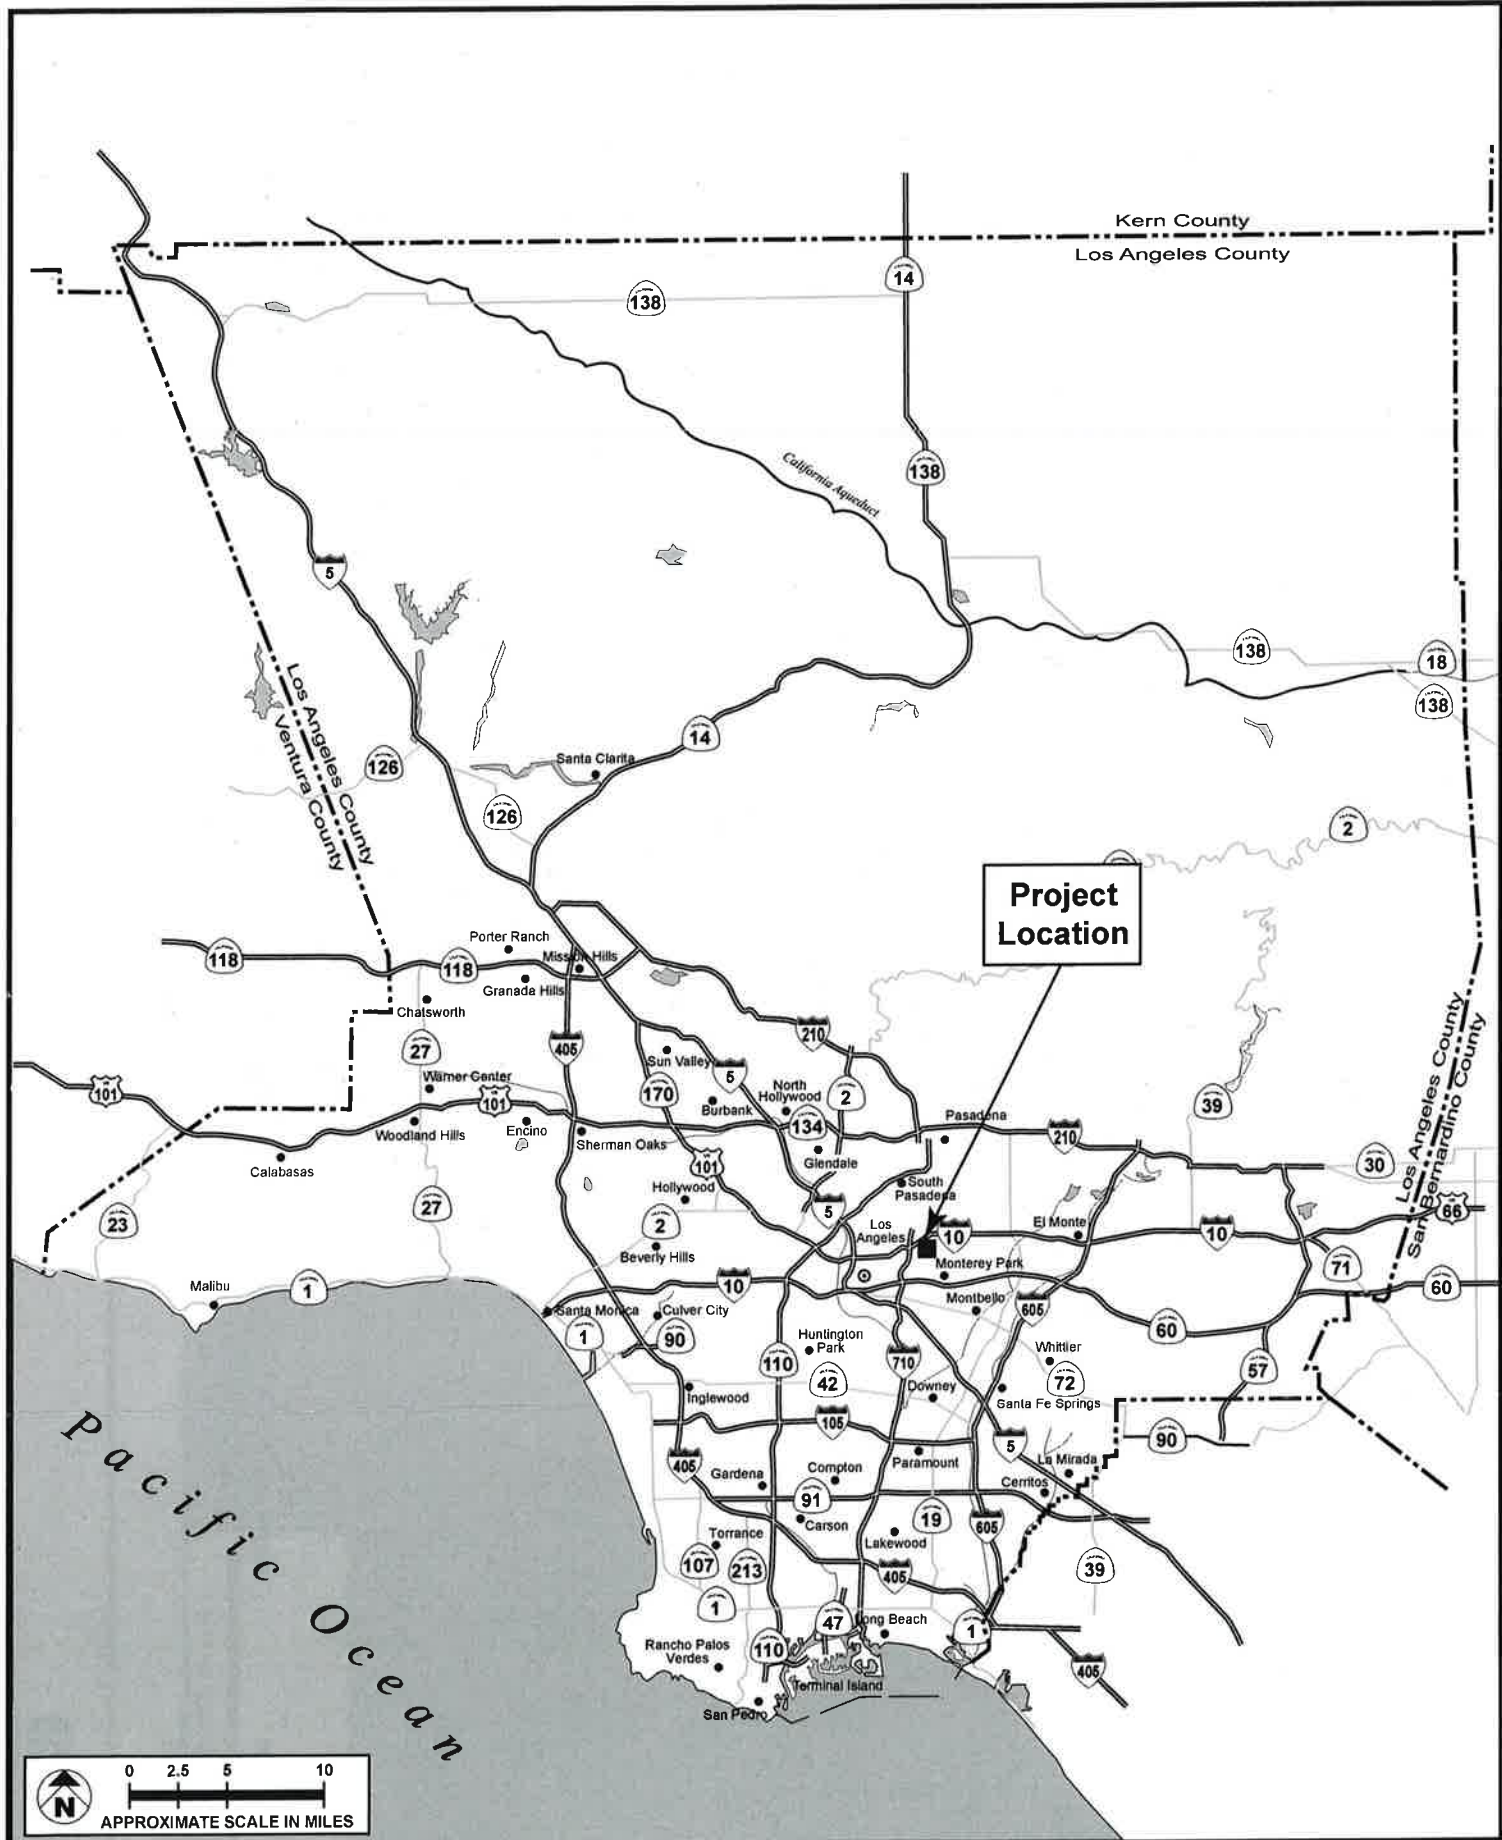 Kern County
Los Angeles County
14
138
138
California Aqueduct
5
138
18
138
Los Angeles County
Ventura County
14
126
Santa Clarita
126
2
Project
Location
Porter Ranch
118
118
Mission Hills
Granada Hills
Chatsworth
210
405
27
Sun Valley
5
Warner Center
101
101
170
North
Hollywood
2
39
Burbank
134
Pasadena
210
Woodland Hills
Encino
Sherman Oaks
Glendale
Calabasas
101
30
Los Angeles County
San Bernardino County
Hollywood
South
Pasadena
27
23
5
66
2
Los
Angeles
10
El Monte
10
Beverly Hills
Monterey Park
71
Malibu
1
10
60
Montbello
605
Santa Monica
Culver City
1
90
Huntington
Park
60
110
710
Whittier
57
42
72
Inglewood
Downey
Santa Fe Springs
105
5
90
405
Paramount
La Mirada
Gardena
Compton
Cerritos
91
Carson
19
605
Torrance
Lakewood
107
213
405
39
1
47
Long Beach
1
Rancho Palos
Verdes
110
405
Terminal Island
San Pedro
Pacific Ocean
0 2.5 5 10
N
APPROXIMATE SCALE IN MILES